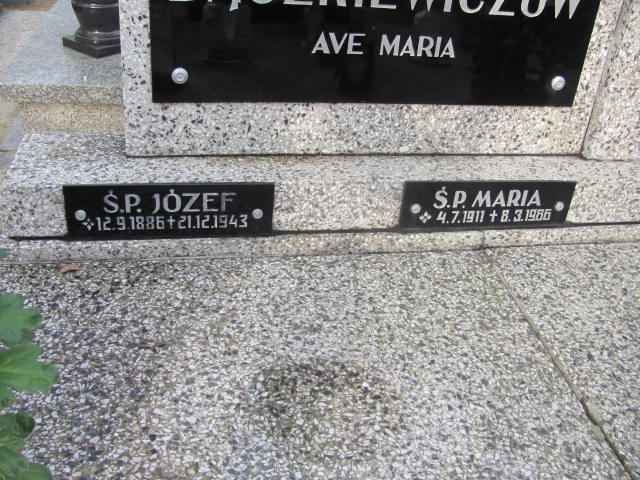 AVE MARIA
Ś.P. JÓZEF
12.9.1886 + 21.12.1943
Ś.P. MARIA
4.7.1911 + 8.3.1986